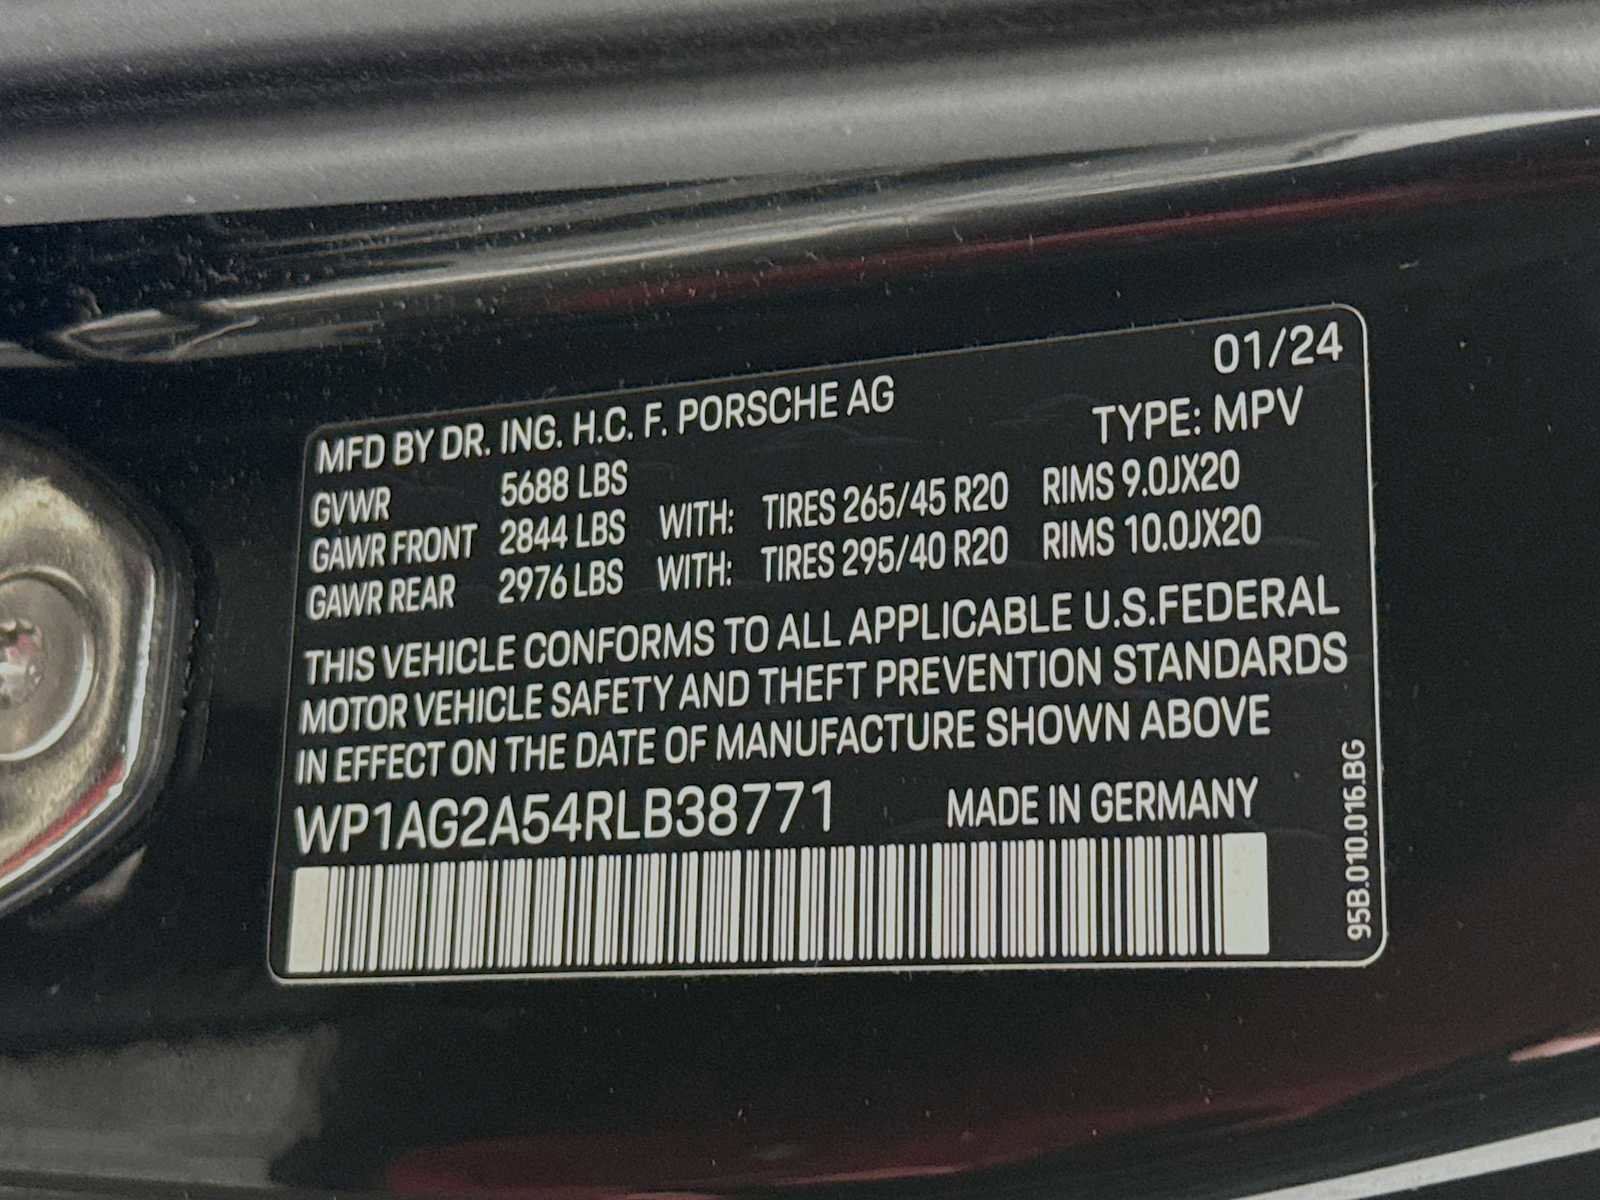 01/24
MFD BY DR. ING. H.C. F. PORSCHE AG
TYPE: MPV
GVWR 5688 LBS
GAWR FRONT 2844 LBS WITH: TIRES 265/45 R20 RIMS 9.0JX20
GAWR REAR 2976 LBS WITH: TIRES 295/40 R20 RIMS 10.0JX20
THIS VEHICLE CONFORMS TO ALL APPLICABLE U.S.FEDERAL
MOTOR VEHICLE SAFETY AND THEFT PREVENTION STANDARDS
IN EFFECT ON THE DATE OF MANUFACTURE SHOWN ABOVE
WP1AG2A54RLB38771 MADE IN GERMANY
95B.010.016.BG